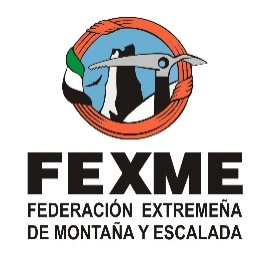 FEXME
FEDERACIÓN EXTREMEÑA
DE MONTAÑA Y ESCALADA